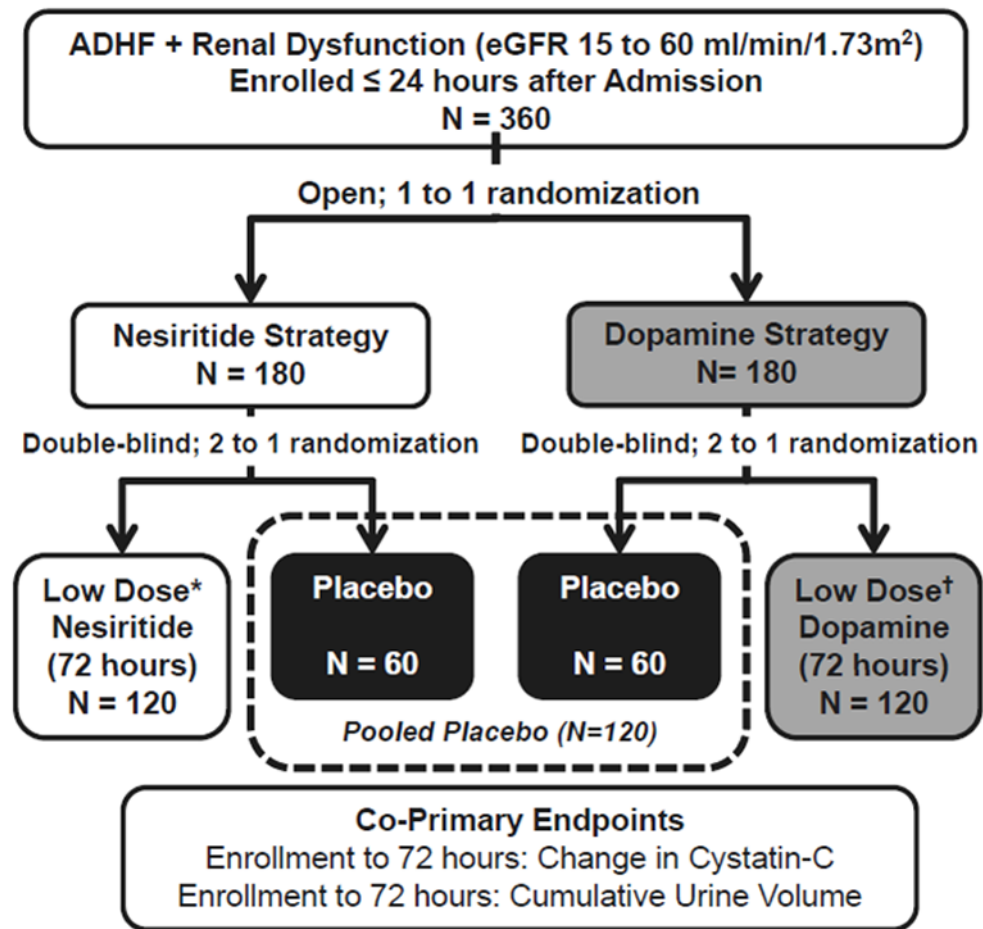 ADHF + Renal Dysfunction (eGFR 15 to 60 ml/min/1.73m²)
Enrolled ≤ 24 hours after Admission
N = 360
Open; 1 to 1 randomization
Nesiritide Strategy
N = 180
Dopamine Strategy
N= 180
Double-blind; 2 to 1 randomization
Double-blind; 2 to 1 randomization
Low Dose*
Nesiritide
(72 hours)
N = 120
Placebo
N = 60
Placebo
N = 60
Low Dose†
Dopamine
(72 hours)
N = 120
Pooled Placebo (N=120)
Co-Primary Endpoints
Enrollment to 72 hours: Change in Cystatin-C
Enrollment to 72 hours: Cumulative Urine Volume